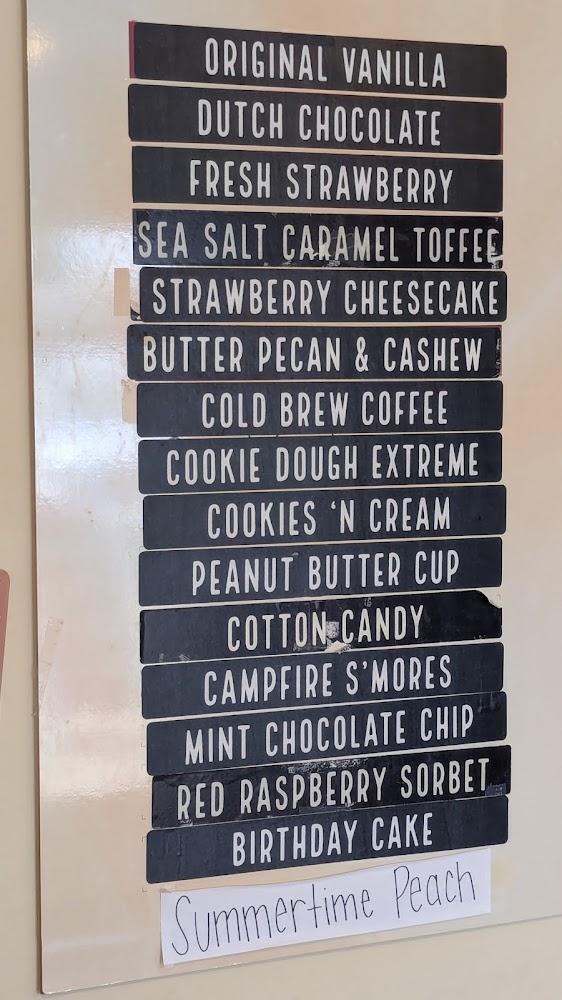 ORIGINAL VANILLA
DUTCH CHOCOLATE
FRESH STRAWBERRY
SEA SALT CARAMEL TOFFEE
STRAWBERRY CHEESECAKE
BUTTER PECAN & CASHEW
COLD BREW COFFEE
COOKIE DOUGH EXTREME
COOKIES ‘N CREAM
PEANUT BUTTER CUP
COTTON CANDY
CAMPFIRE S’MORES
MINT CHOCOLATE CHIP
RED RASPBERRY SORBET
BIRTHDAY CAKE
Summertime Peach